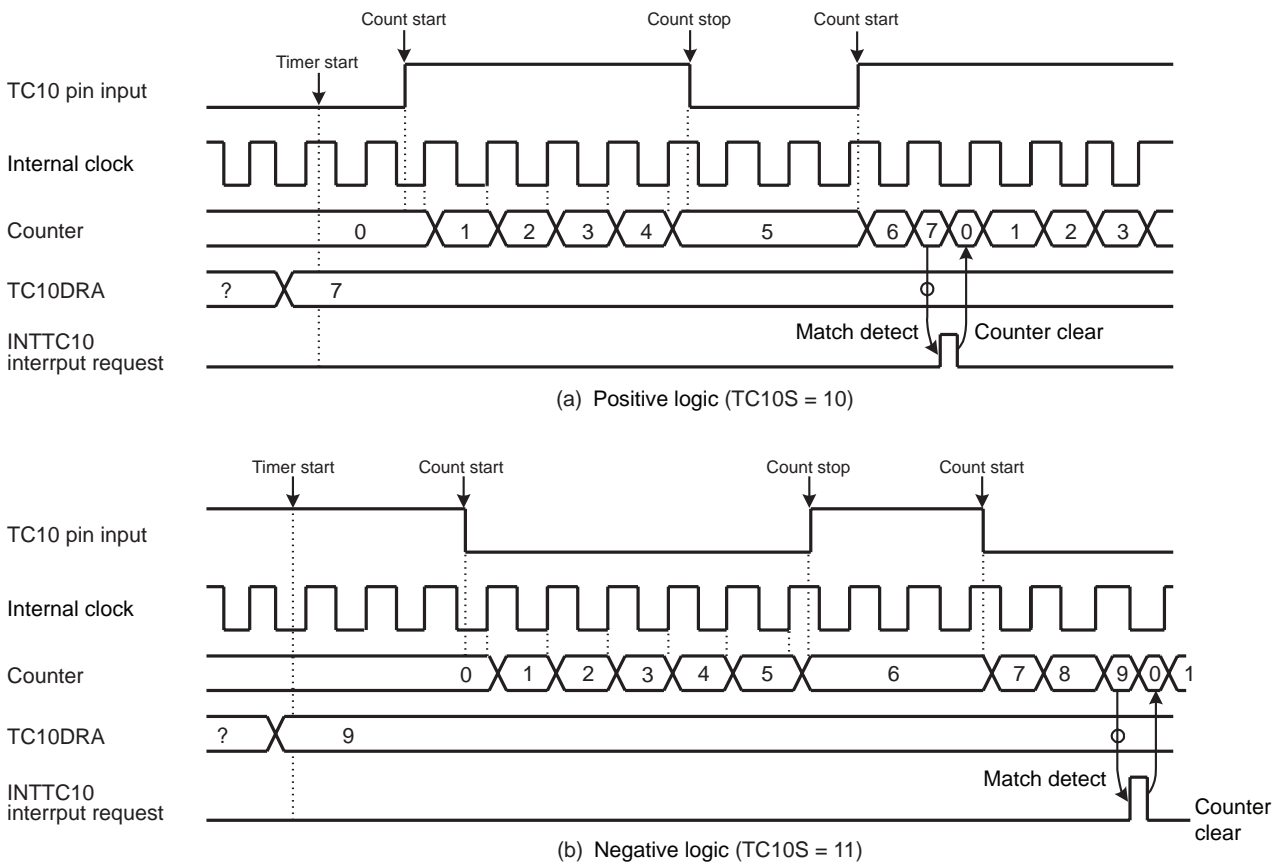 Count start Count stop Count start
Timer start
TC10 pin input
Internal clock
Counter 0 1 2 3 4 5 6 7 0 1 2 3
TC10DRA ? 7
Match detect Counter clear
INTTC10
interrput request
(a) Positive logic (TC10S = 10)
Timer start Count start Count stop Count start
TC10 pin input
Internal clock
Counter 0 1 2 3 4 5 6 7 8 9 0 1
TC10DRA ? 9
Match detect
INTTC10
interrput request
Counter
clear
(b) Negative logic (TC10S = 11)